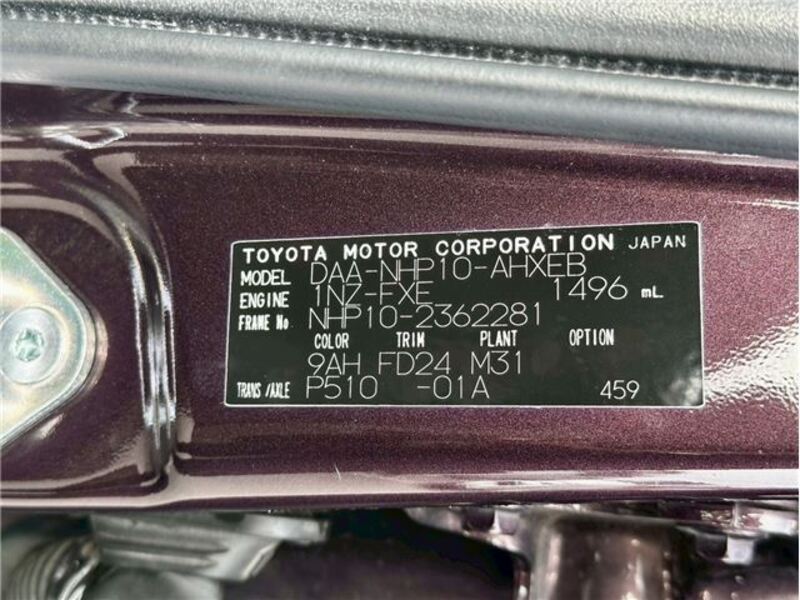 TOYOTA MOTOR CORPORATION JAPAN
MODEL DAA-NHP10-AHXEB
ENGINE 1NZ-FXE 1496 mL
FRAME No NHP10-2362281
COLOR TRIM PLANT OPTION
9AH FD24 M31
TRANS/AXLE P510 -01A 459